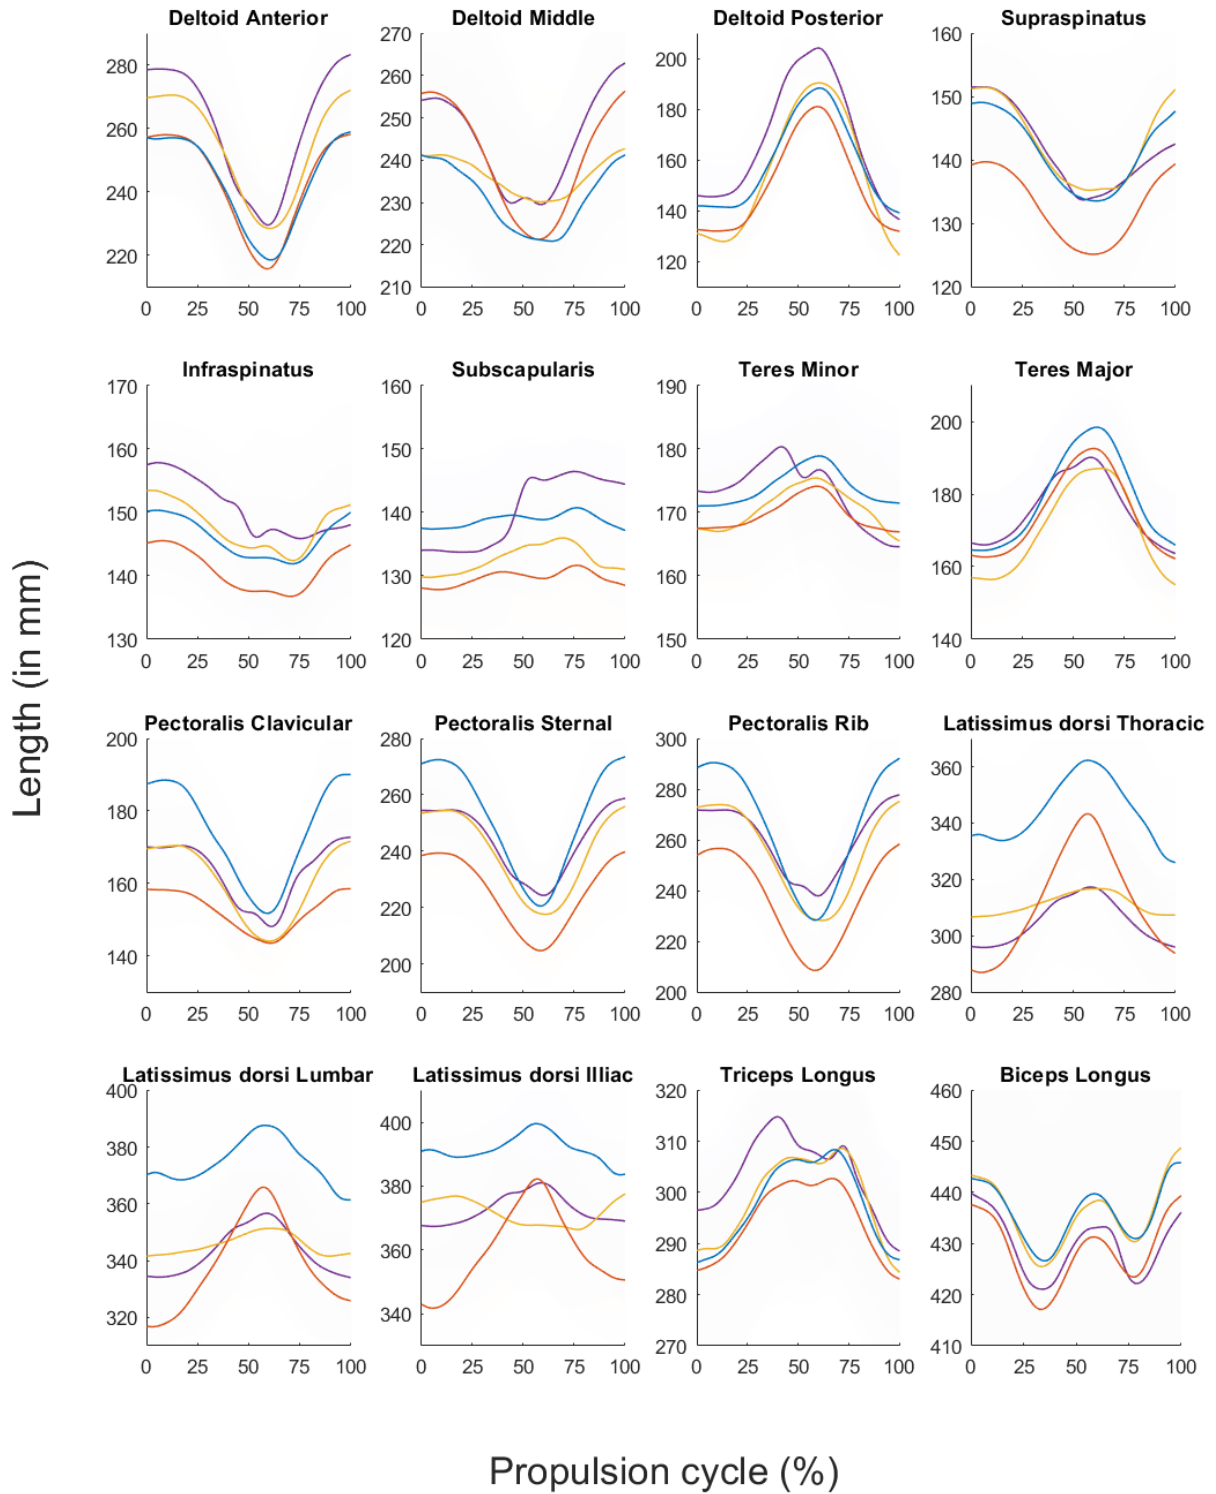 Deltoid Anterior Deltoid Middle Deltoid Posterior Supraspinatus
280 260 240 220
0 25 50 75 100
270 260 250 240 230 220 210
0 25 50 75 100
200 180 160 140 120
0 25 50 75 100
160 150 140 130 120
0 25 50 75 100
Infraspinatus Subscapularis Teres Minor Teres Major
170 160 150 140 130
0 25 50 75 100
160 150 140 130 120
0 25 50 75 100
190 180 170 160 150
0 25 50 75 100
200 180 160 140
0 25 50 75 100
Length (in mm)
Pectoralis Clavicular Pectoralis Sternal Pectoralis Rib Latissimus dorsi Thoracic
200 180 160 140
0 25 50 75 100
280 260 240 220 200
0 25 50 75 100
300 280 260 240 220 200
0 25 50 75 100
360 340 320 300 280
0 25 50 75 100
Latissimus dorsi Lumbar Latissimus dorsi Illiac Triceps Longus Biceps Longus
400 380 360 340 320
0 25 50 75 100
400 380 360 340
0 25 50 75 100
320 310 300 290 280 270
0 25 50 75 100
460 450 440 430 420 410
0 25 50 75 100
Propulsion cycle (%)